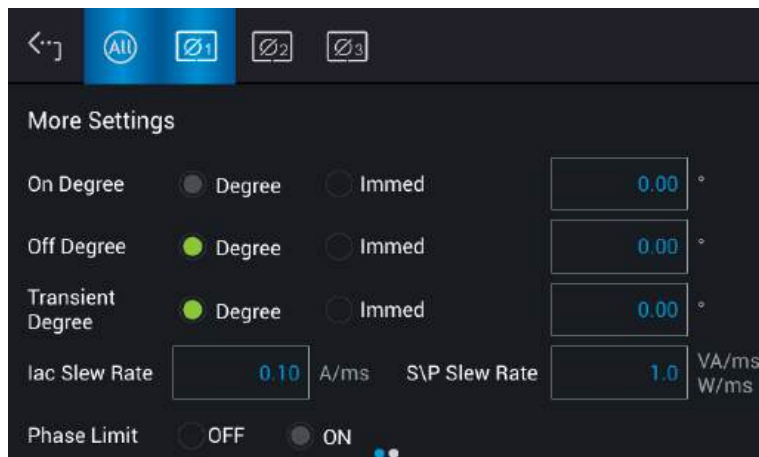 All Ø1 Ø2 Ø3
More Settings
On Degree Degree Immed 0.00 °
Off Degree Degree Immed 0.00 °
Transient
Degree Degree Immed 0.00 °
Iac Slew Rate 0.10 A/ms S\P Slew Rate 1.0 VA/ms
W/ms
Phase Limit OFF ON